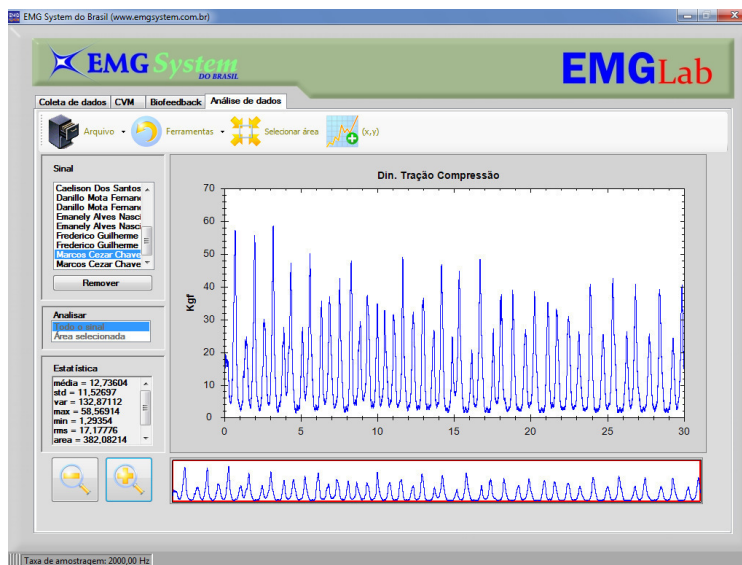 EMG System do Brasil (www.emgsystem.com.br)
EMG System
DO BRASIL
EMGLab
Coleta de dados CVM Biofeedback Análise de dados
Arquivo Ferramentas Selecionar área (x,y)
Sinal
Caelison Dos Santos
Danillo Mota Fernan
Danillo Mota Fernan
Emanely Alves Nasci
Emanely Alves Nasci
Frederico Guilherme
Frederico Guilherme
Marcos Cezar Chave
Marcos Cezar Chave
Remover
Analisar
Todo o sinal
Área selecionada
Estatística
média = 12,73604
std = 11,52697
var = 132,87112
max = 58,56914
min = 1,29354
rms = 17,17776
area = 382,08214
Din. Tração Compressão
Kgf
70
60
50
40
30
20
10
0
0 5 10 15 20 25 30
Taxa de amostragem: 2000,00 Hz